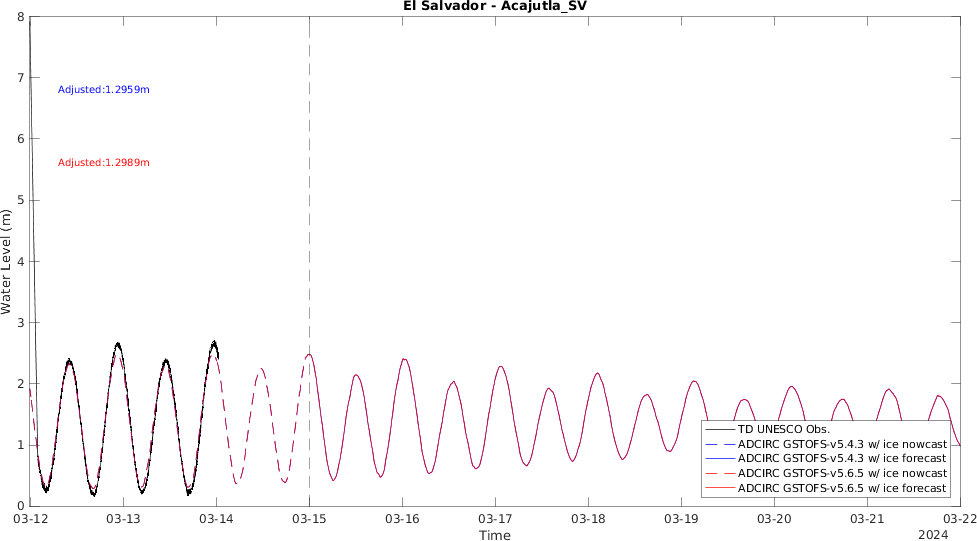 El Salvador - Acajutla_SV
8
7
6
5
4
3
2
1
0
Water Level (m)
Adjusted:1.2959m
Adjusted:1.2989m
TD UNESCO Obs.
ADCIRC GSTOFS-v5.4.3 w/ ice nowcast
ADCIRC GSTOFS-v5.4.3 w/ ice forecast
ADCIRC GSTOFS-v5.6.5 w/ ice nowcast
ADCIRC GSTOFS-v5.6.5 w/ ice forecast
03-12 03-13 03-14 03-15 03-16 03-17 03-18 03-19 03-20 03-21 03-22
Time
2024